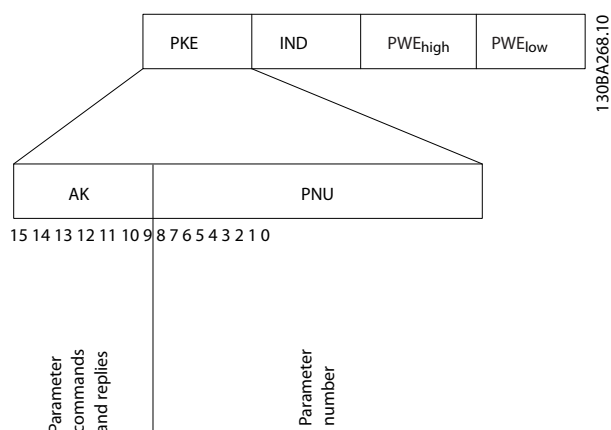 PKE IND PWEhigh PWElow
130BA268.10
AK PNU
15 14 13 12 11 10 9 8 7 6 5 4 3 2 1 0
Parameter
commands
and replies
Parameter
number